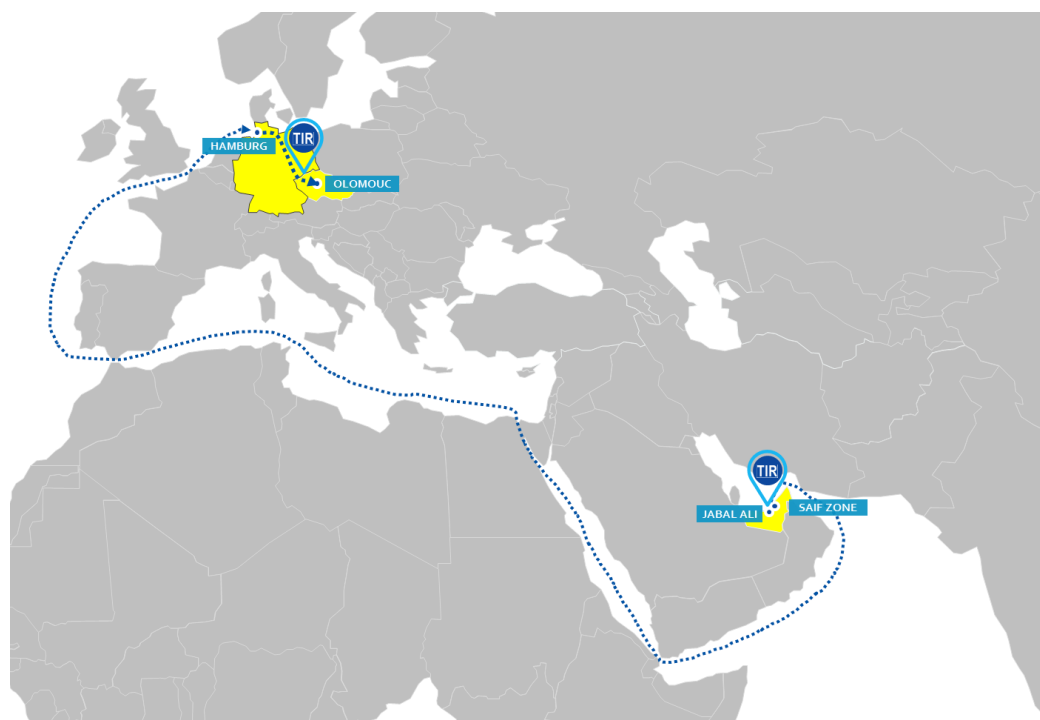 TIR
HAMBURG
OLOMOUC
TIR
JABAL ALI
SAIF ZONE